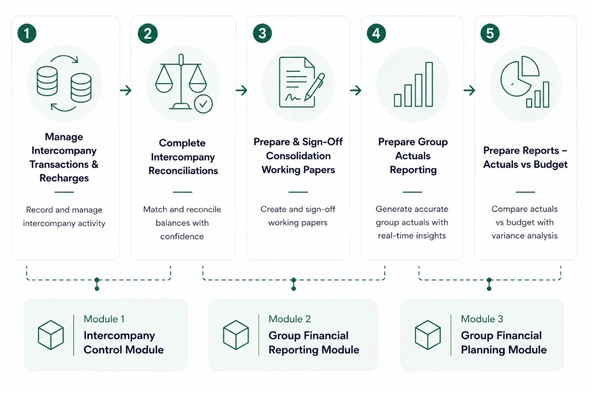 1
Manage
Intercompany
Transactions &
Recharges
Record and manage
intercompany activity
2
Complete
Intercompany
Reconciliations
Match and reconcile
balances with
confidence
3
Prepare & Sign-Off
Consolidation
Working Papers
Create and sign-off
working papers
4
Prepare Group
Actuals
Reporting
Generate accurate
group actuals with
real-time insights
5
Prepare Reports –
Actuals vs Budget
Compare actuals
vs budget with
variance analysis
Module 1
Intercompany
Control Module
Module 2
Group Financial
Reporting Module
Module 3
Group Financial
Planning Module